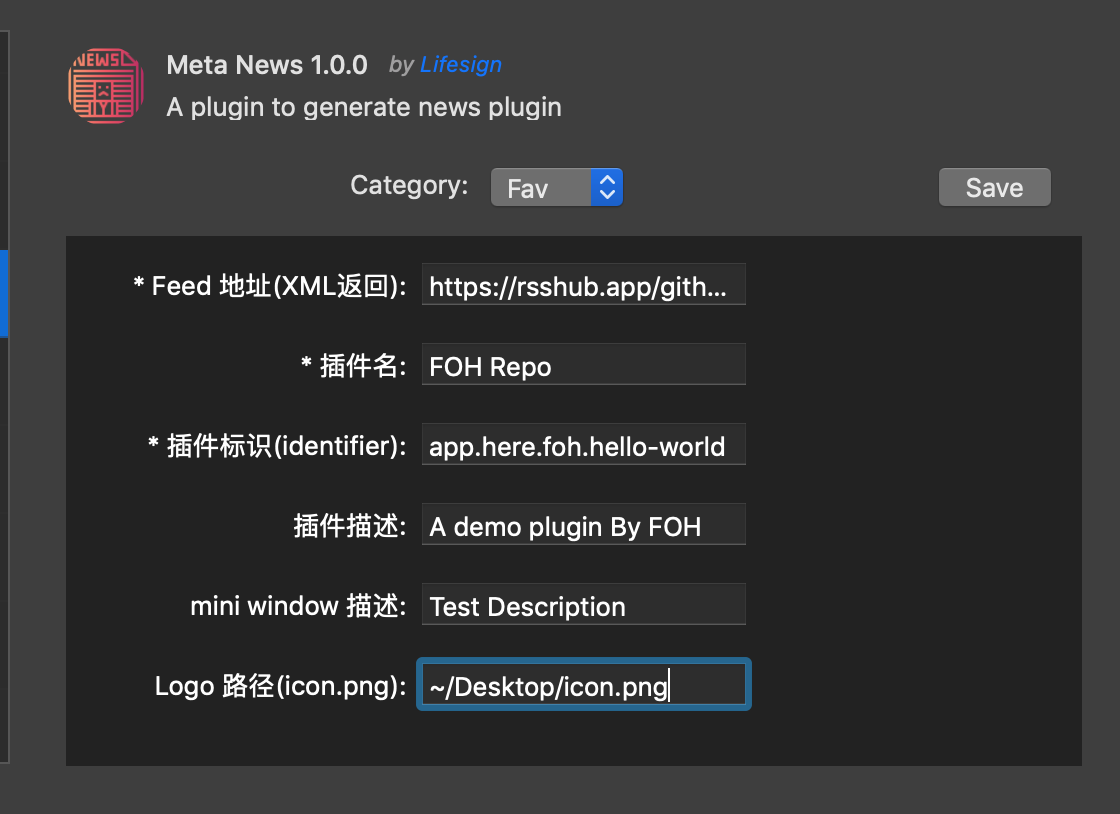 NEWS
Meta News 1.0.0 by Lifesign
A plugin to generate news plugin
Category: Fav Save
* Feed 地址(XML返回): https://rsshub.app/gith...
* 插件名: FOH Repo
* 插件标识(identifier): app.here.foh.hello-world
插件描述: A demo plugin By FOH
mini window 描述: Test Description
Logo 路径(icon.png): ~/Desktop/icon.png